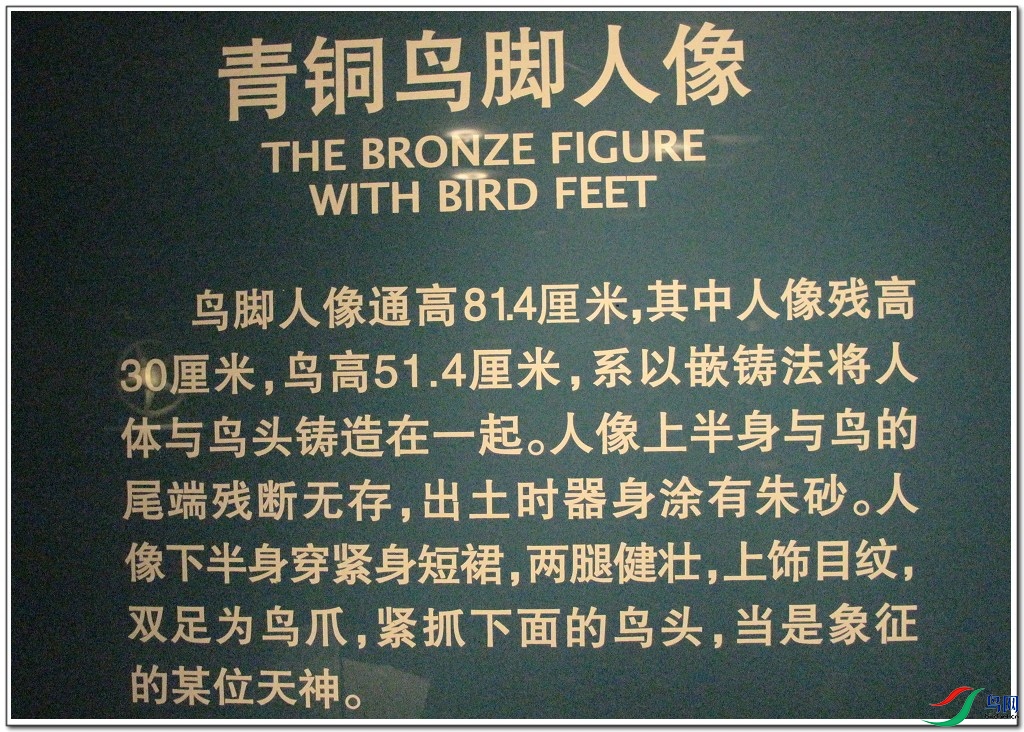 青铜鸟脚人像
THE BRONZE FIGURE
WITH BIRD FEET
鸟脚人像通高81.4厘米,其中人像残高
30厘米,鸟高51.4厘米,系以嵌铸法将人
体与鸟头铸造在一起。人像上半身与鸟的
尾端残断无存,出土时器身涂有朱砂。人
像下半身穿紧身短裙,两腿健壮,上饰目纹,
双足为鸟爪,紧抓下面的鸟头,当是象征
的某位天神。
鸟网